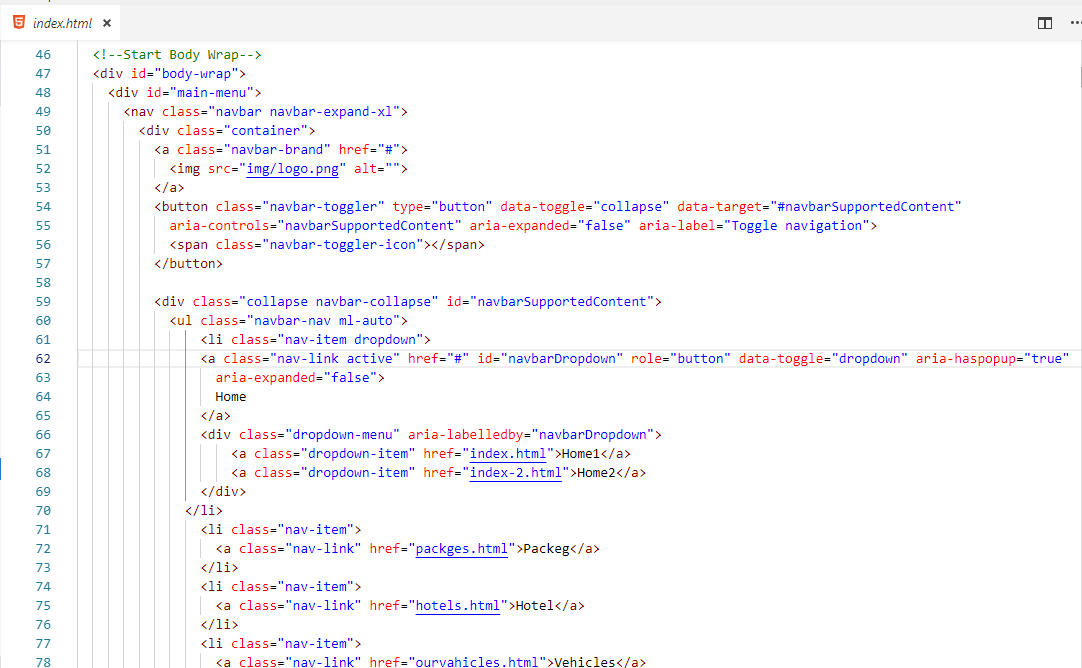 index.html ×
46 <!--Start Body Wrap-->
47 <div id="body-wrap">
48 <div id="main-menu">
49 <nav class="navbar navbar-expand-xl">
50 <div class="container">
51 <a class="navbar-brand" href="#">
52 <img src="img/logo.png" alt="">
53 </a>
54 <button class="navbar-toggler" type="button" data-toggle="collapse" data-target="#navbarSupportedContent"
55 aria-controls="navbarSupportedContent" aria-expanded="false" aria-label="Toggle navigation">
56 <span class="navbar-toggler-icon"></span>
57 </button>
58
59 <div class="collapse navbar-collapse" id="navbarSupportedContent">
60 <ul class="navbar-nav ml-auto">
61 <li class="nav-item dropdown">
62 <a class="nav-link active" href="#" id="navbarDropdown" role="button" data-toggle="dropdown" aria-haspopup="true"
63 aria-expanded="false">
64 Home
65 </a>
66 <div class="dropdown-menu" aria-labelledby="navbarDropdown">
67 <a class="dropdown-item" href="index.html">Home1</a>
68 <a class="dropdown-item" href="index-2.html">Home2</a>
69 </div>
70 </li>
71 <li class="nav-item">
72 <a class="nav-link" href="packges.html">Packeg</a>
73 </li>
74 <li class="nav-item">
75 <a class="nav-link" href="hotels.html">Hotel</a>
76 </li>
77 <li class="nav-item">
78 <a class="nav-link" href="ourvahicles.html">Vehicles</a>